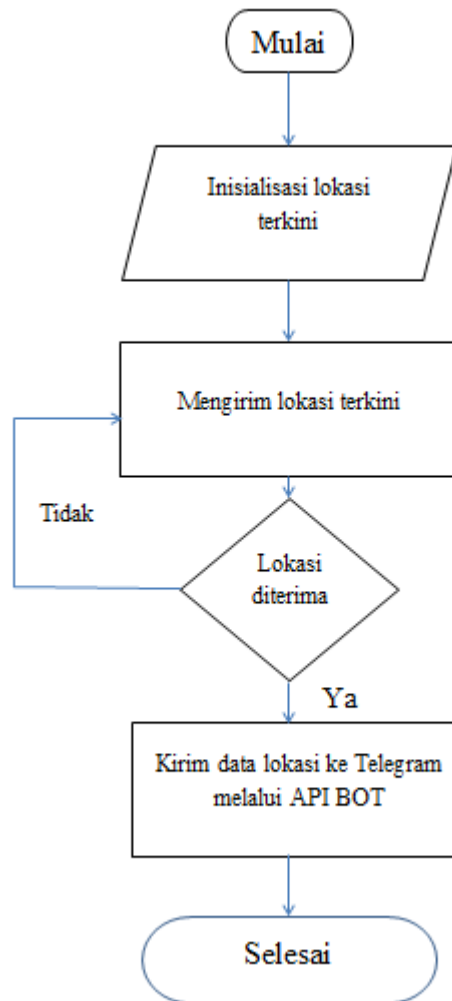 Mulai
Inisialisasi lokasi
terkini
Mengirim lokasi terkini
Tidak
Lokasi
diterima
Ya
Kirim data lokasi ke Telegram
melalui API BOT
Selesai